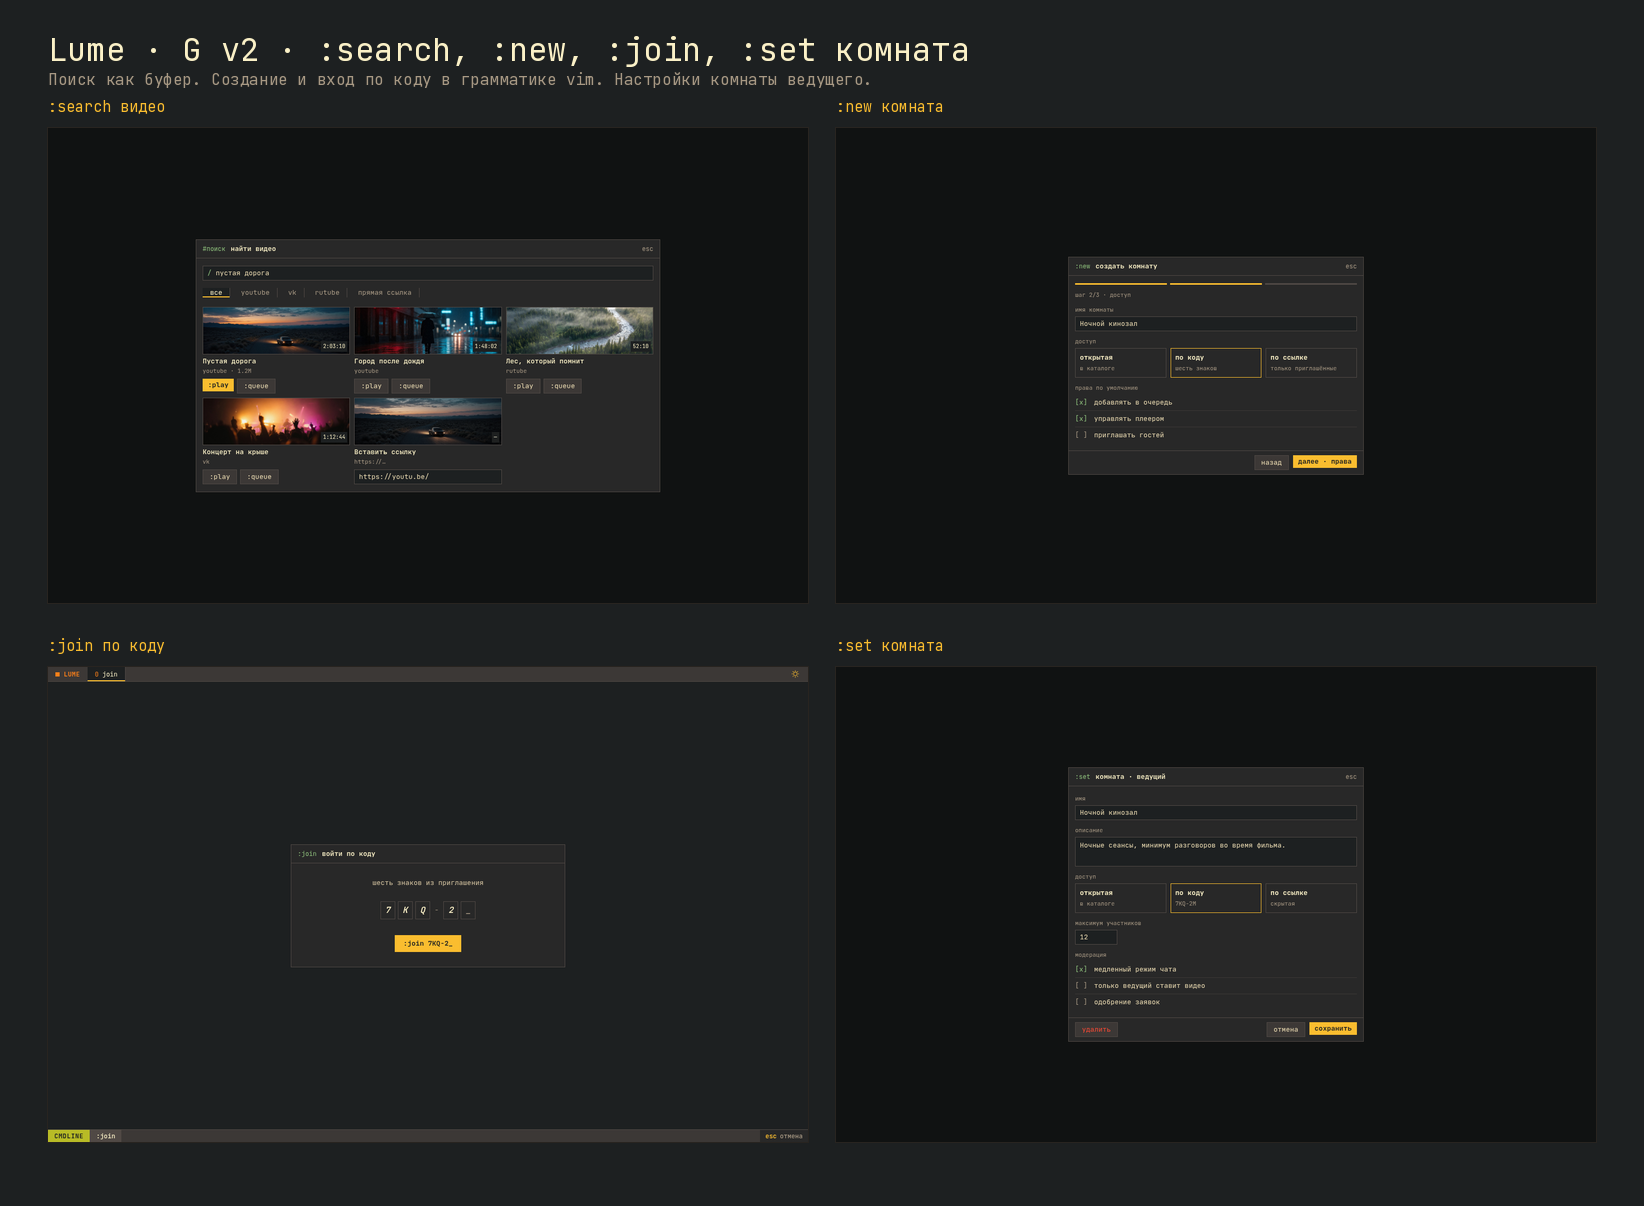 Lume · G v2 · :search, :new, :join, :set комната
Поиск как буфер. Создание и вход по коду в грамматике vim. Настройки комнаты ведущего.
:search видео
#поиск найти видео esc
/ пустая дорога
все youtube vk rutube прямая ссылка
2:03:10 1:48:02 52:10
Пустая дорога Город после дождя Лес, который помнит
youtube · 1.2M youtube rutube
:play :queue :play :queue :play :queue
1:12:44 —
Концерт на крыше Вставить ссылку
vk https://…
:play :queue https://youtu.be/
:new комната
:new создать комнату esc
шаг 2/3 · доступ
имя комнаты
Ночной кинозал
доступ
открытая по коду по ссылке
в каталоге шесть знаков только приглашённые
права по умолчанию
[x] добавлять в очередь
[x] управлять плеером
[ ] приглашать гостей
назад далее · права
:join по коду
LUME 0 join
:join войти по коду
шесть знаков из приглашения
7 K Q - 2 _
:join 7KQ-2_
CMDLINE :join esc отмена
:set комната
:set комната · ведущий esc
имя
Ночной кинозал
описание
Ночные сеансы, минимум разговоров во время фильма.
доступ
открытая по коду по ссылке
в каталоге 7KQ-2M скрытая
максимум участников
12
модерация
[x] медленный режим чата
[ ] только ведущий ставит видео
[ ] одобрение заявок
удалить отмена сохранить